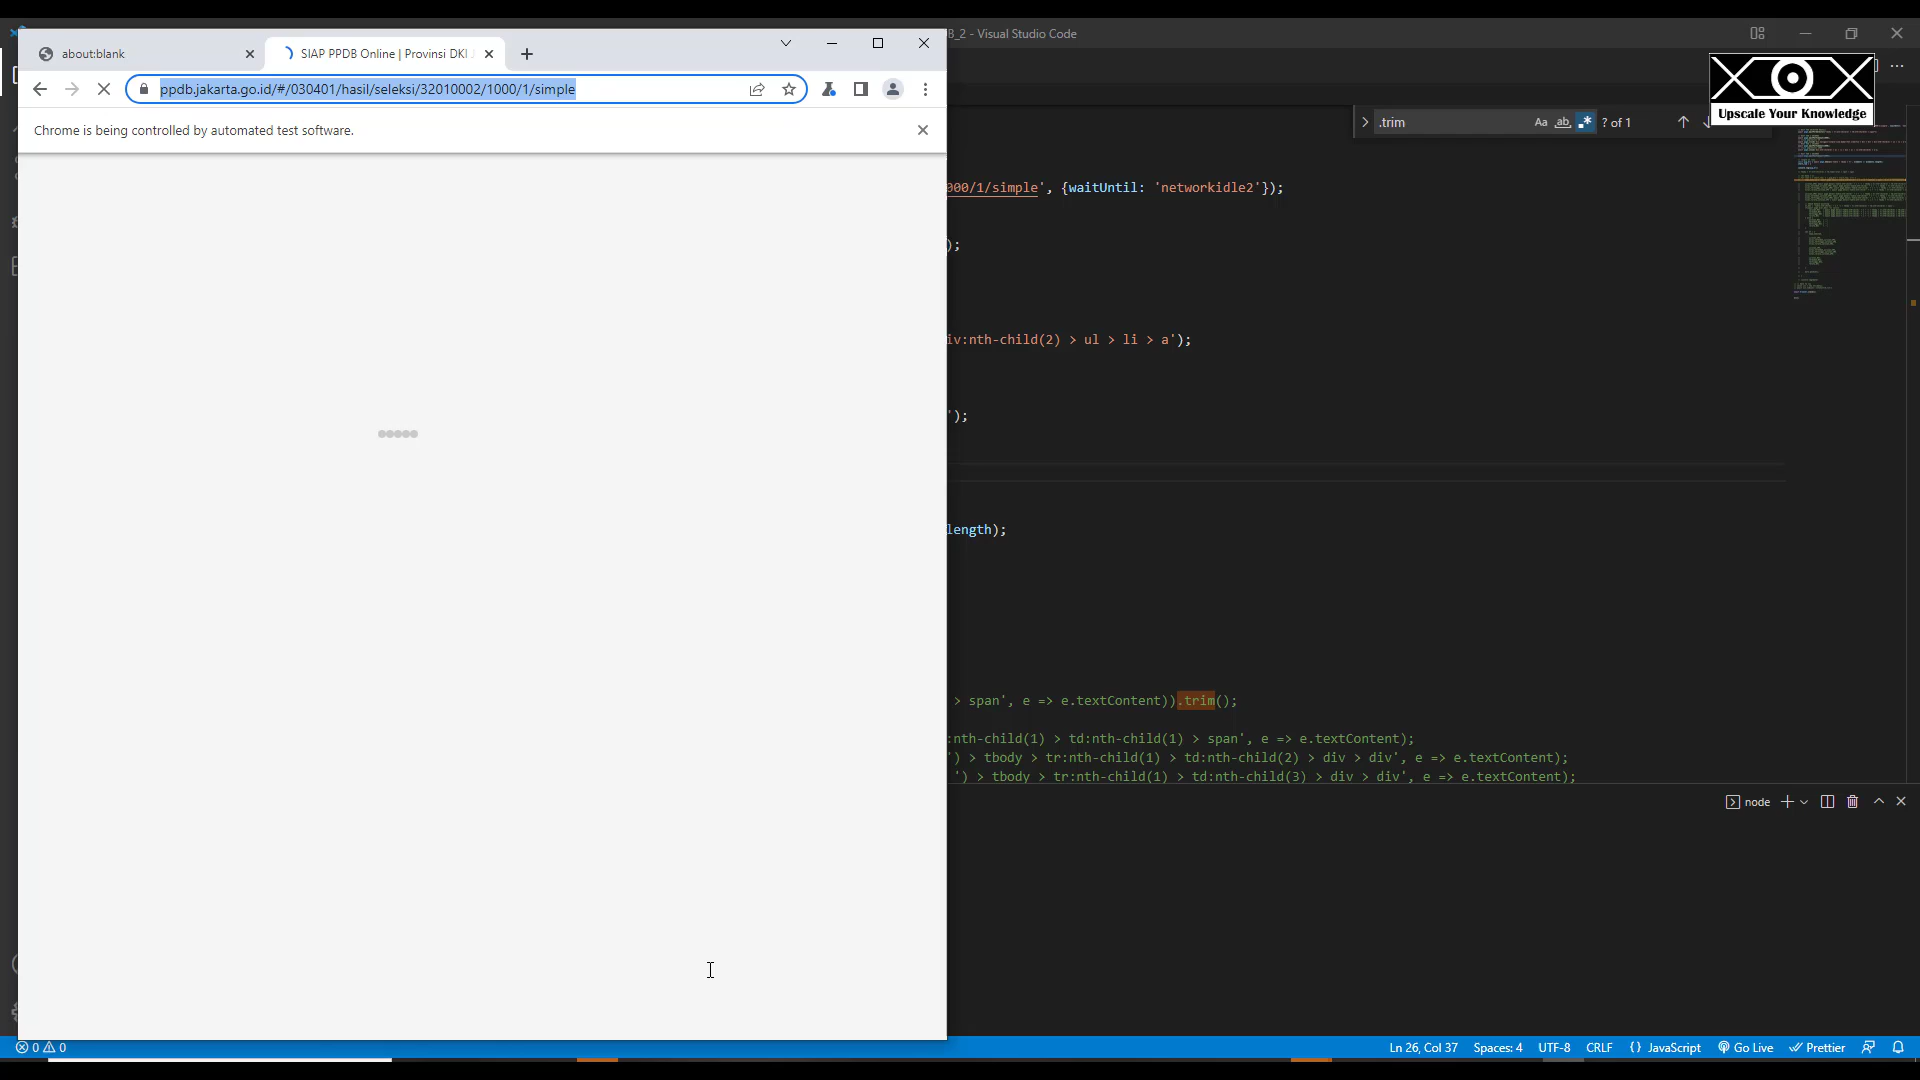 B_2 - Visual Studio Code
about:blank
SIAP PPDB Online | Provinsi DKI
ppdb.jakarta.go.id/#/030401/hasil/seleksi/32010002/1000/1/simple
Chrome is being controlled by automated test software.
Upscale Your Knowledge
.trim
Aa ab .* ? of 1
000/1/simple', {waitUntil: 'networkidle2'});
);
iv:nth-child(2) > ul > li > a');
');
length);
> span', e => e.textContent)).trim();
:nth-child(1) > td:nth-child(1) > span', e => e.textContent);
') > tbody > tr:nth-child(1) > td:nth-child(2) > div > div', e => e.textContent);
') > tbody > tr:nth-child(1) > td:nth-child(3) > div > div', e => e.textContent);
node
0 0
Ln 26, Col 37 Spaces: 4 UTF-8 CRLF {} JavaScript Go Live Prettier